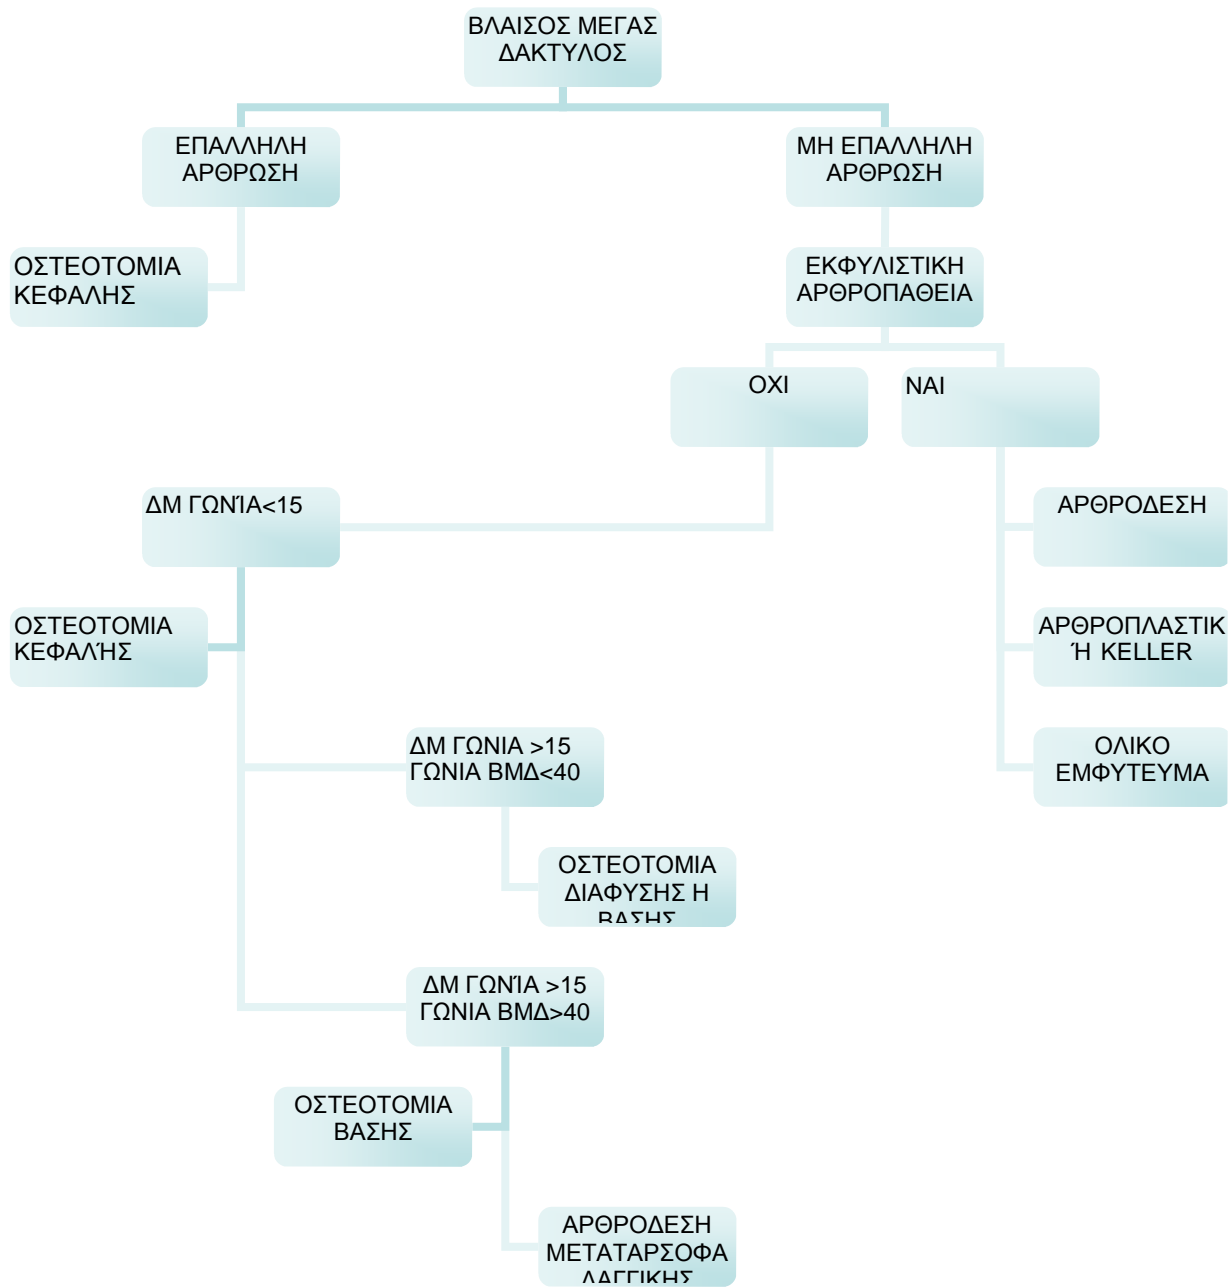 ΒΛΑΙΣΟΣ ΜΕΓΑΣ
ΔΑΚΤΥΛΟΣ
ΕΠΑΛΛΗΛΗ
ΑΡΘΡΩΣΗ
ΜΗ ΕΠΑΛΛΗΛΗ
ΑΡΘΡΩΣΗ
ΟΣΤΕΟΤΟΜΙΑ
ΚΕΦΑΛΗΣ
ΕΚΦΥΛΙΣΤΙΚΗ
ΑΡΘΡΟΠΑΘΕΙΑ
ΟΧΙ
ΝΑΙ
ΔΜ ΓΩΝΊΑ<15
ΑΡΘΡΟΔΕΣΗ
ΟΣΤΕΟΤΟΜΙΑ
ΚΕΦΑΛΉΣ
ΑΡΘΡΟΠΛΑΣΤΙΚ
Ή KELLER
ΔΜ ΓΩΝΙΑ >15
ΓΩΝΙΑ ΒΜΔ<40
ΟΛΙΚΟ
ΕΜΦΥΤΕΥΜΑ
ΟΣΤΕΟΤΟΜΙΑ
ΔΙΑΦΥΣΗΣ Η
ΒΑΣΗΣ
ΔΜ ΓΩΝΊΑ >15
ΓΩΝΙΑ ΒΜΔ>40
ΟΣΤΕΟΤΟΜΙΑ
ΒΑΣΗΣ
ΑΡΘΡΟΔΕΣΗ
ΜΕΤΑΤΑΡΣΟΦΑ
ΛΑΓΓΙΚΗΣ